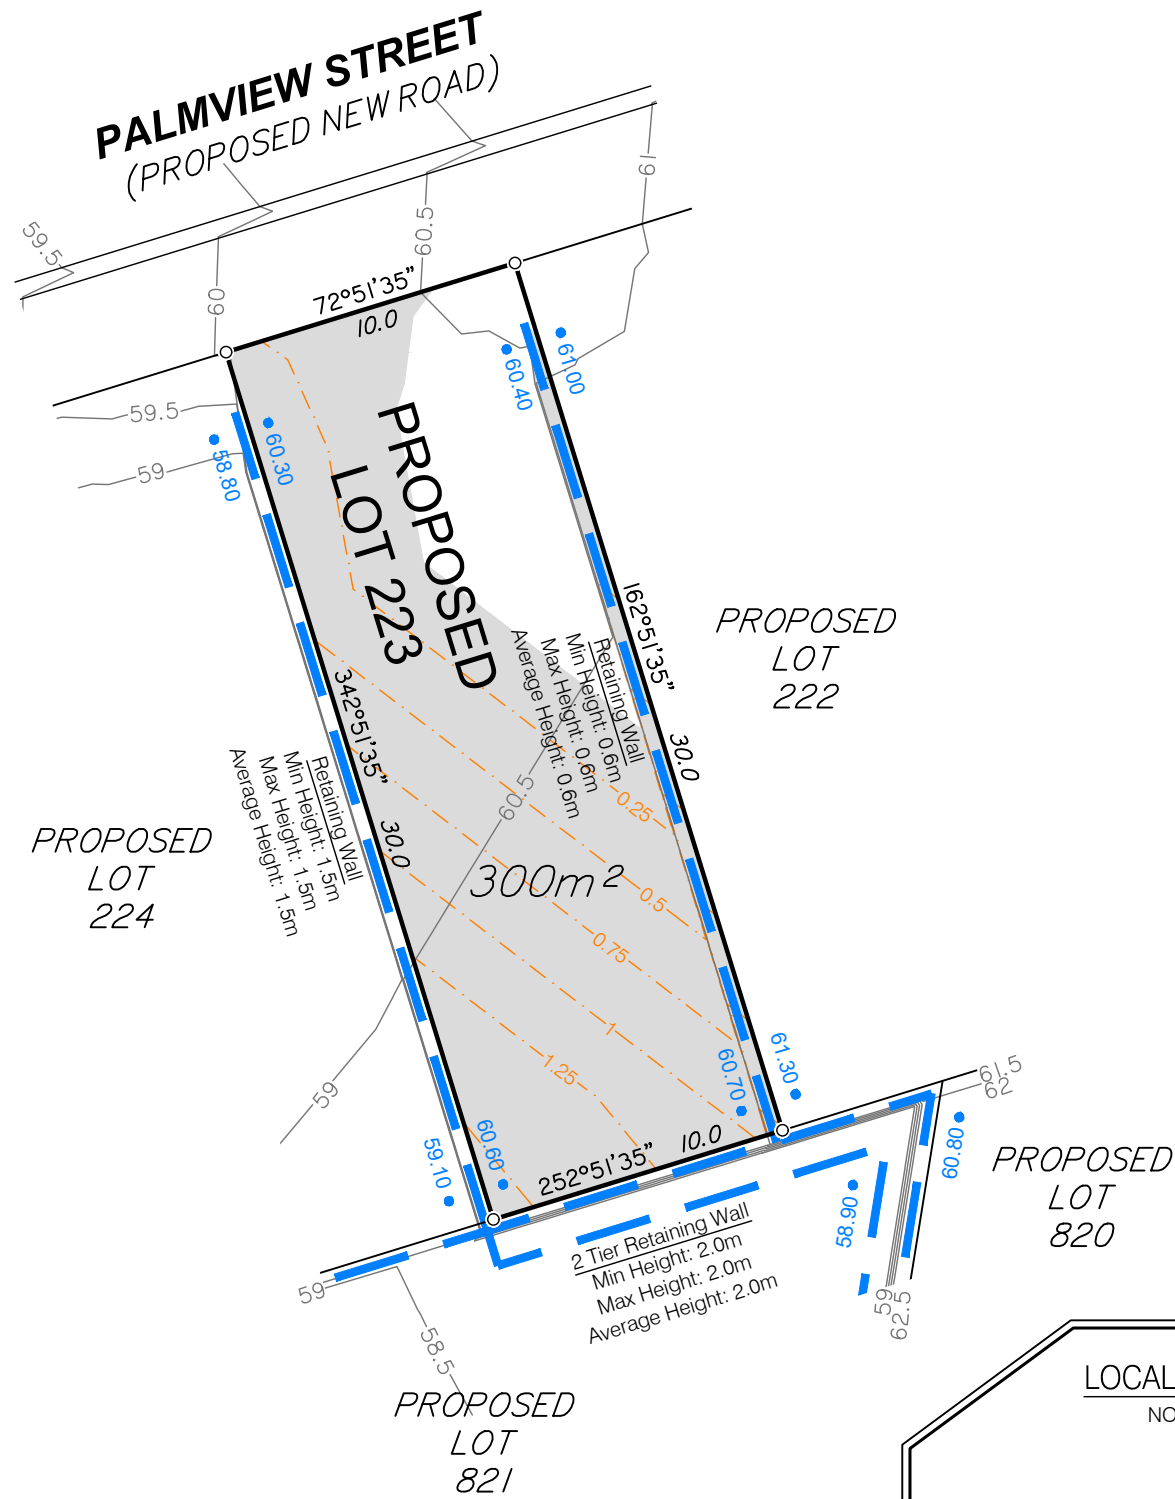 PALMVIEW STREET
(PROPOSED NEW ROAD)
59.5
60
60.5
61
72°51'35"
10.0
59.5
59
58.80
60.30
60.40
61.00
PROPOSED
LOT 223
162°51'35"
30.0
PROPOSED
LOT
222
Retaining Wall
Min Height: 0.6m
Max Height: 0.6m
Average Height: 0.6m
342°51'35"
30.0
Retaining Wall
Min Height: 1.5m
Max Height: 1.5m
Average Height: 1.5m
PROPOSED
LOT
224
60.5
300m²
0.25
0.5
0.75
1
1.25
59
60.70
61.30
61.5
62
59.10
60.60
252°51'35"
10.0
60.80
58.90
PROPOSED
LOT
820
2 Tier Retaining Wall
Min Height: 2.0m
Max Height: 2.0m
Average Height: 2.0m
59
59
62.5
58.5
PROPOSED
LOT
821
LOCAL
NO